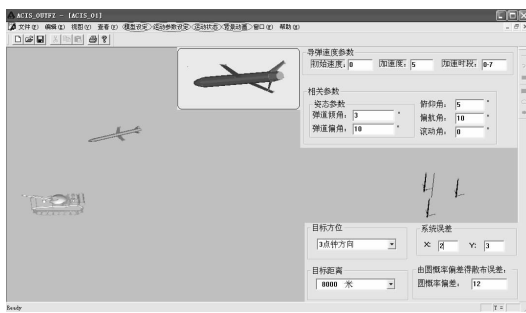 ACIS_OUTFZ - [ACIS_01]
文件(F) 编辑(E) 视图(V) 查看(V) 模型设定 运动参数设定 运动状态 背景动画 窗口(W) 帮助(H)
导弹速度参数
初始速度: 0 加速度: 5 加速时段: 0-7
相关参数
姿态参数
弹道倾角: 3 °
弹道偏角: 10 °
俯仰角: 5 °
偏航角: 10 °
滚动角: 0 °
目标方位
3点钟方向
系统误差
X: 2 Y: 3
目标距离
8000 米
由圆概率偏差得散布误差:
圆概率偏差: 12
Ready
T =